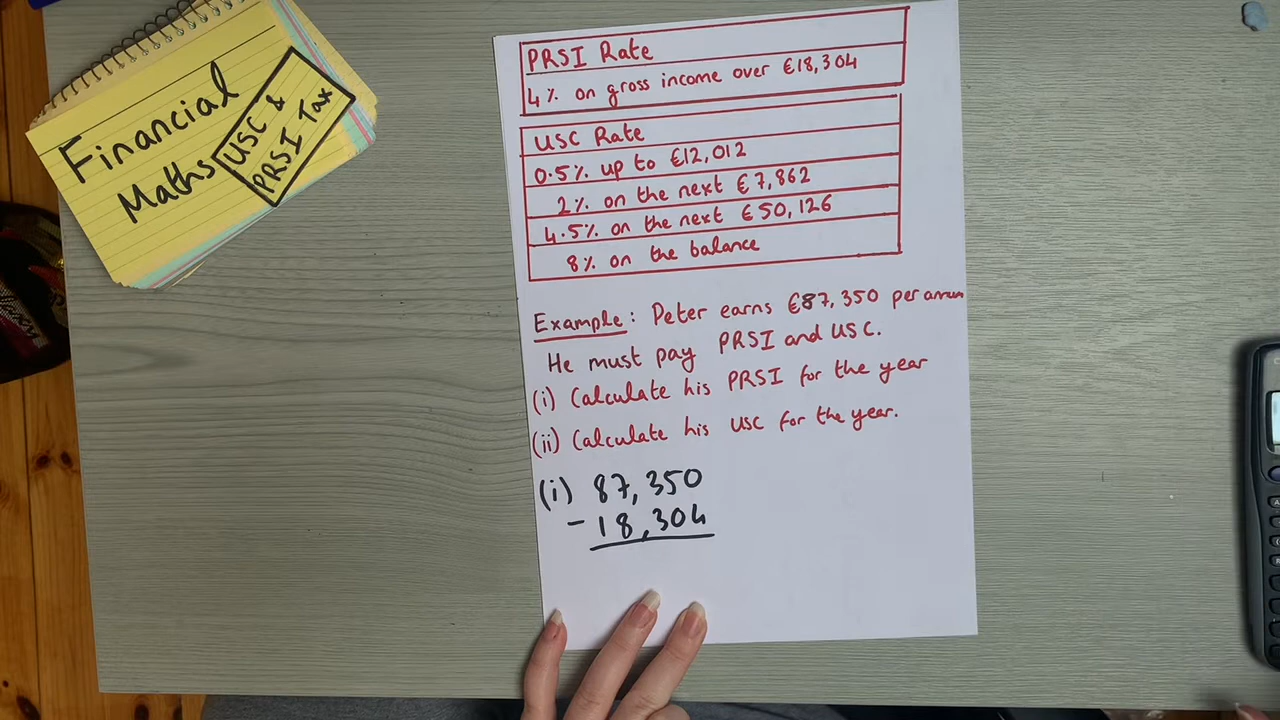 Financial
Maths
USC &
PRSI Tax
PRSI Rate
4% on gross income over €18,304
USC Rate
0.5% up to €12,012
2% on the next €7,862
4.5% on the next €50,126
8% on the balance
Example: Peter earns €87,350 per annum
He must pay PRSI and USC.
(i) Calculate his PRSI for the year
(ii) Calculate his USC for the year.
(i) 87,350
- 18,304